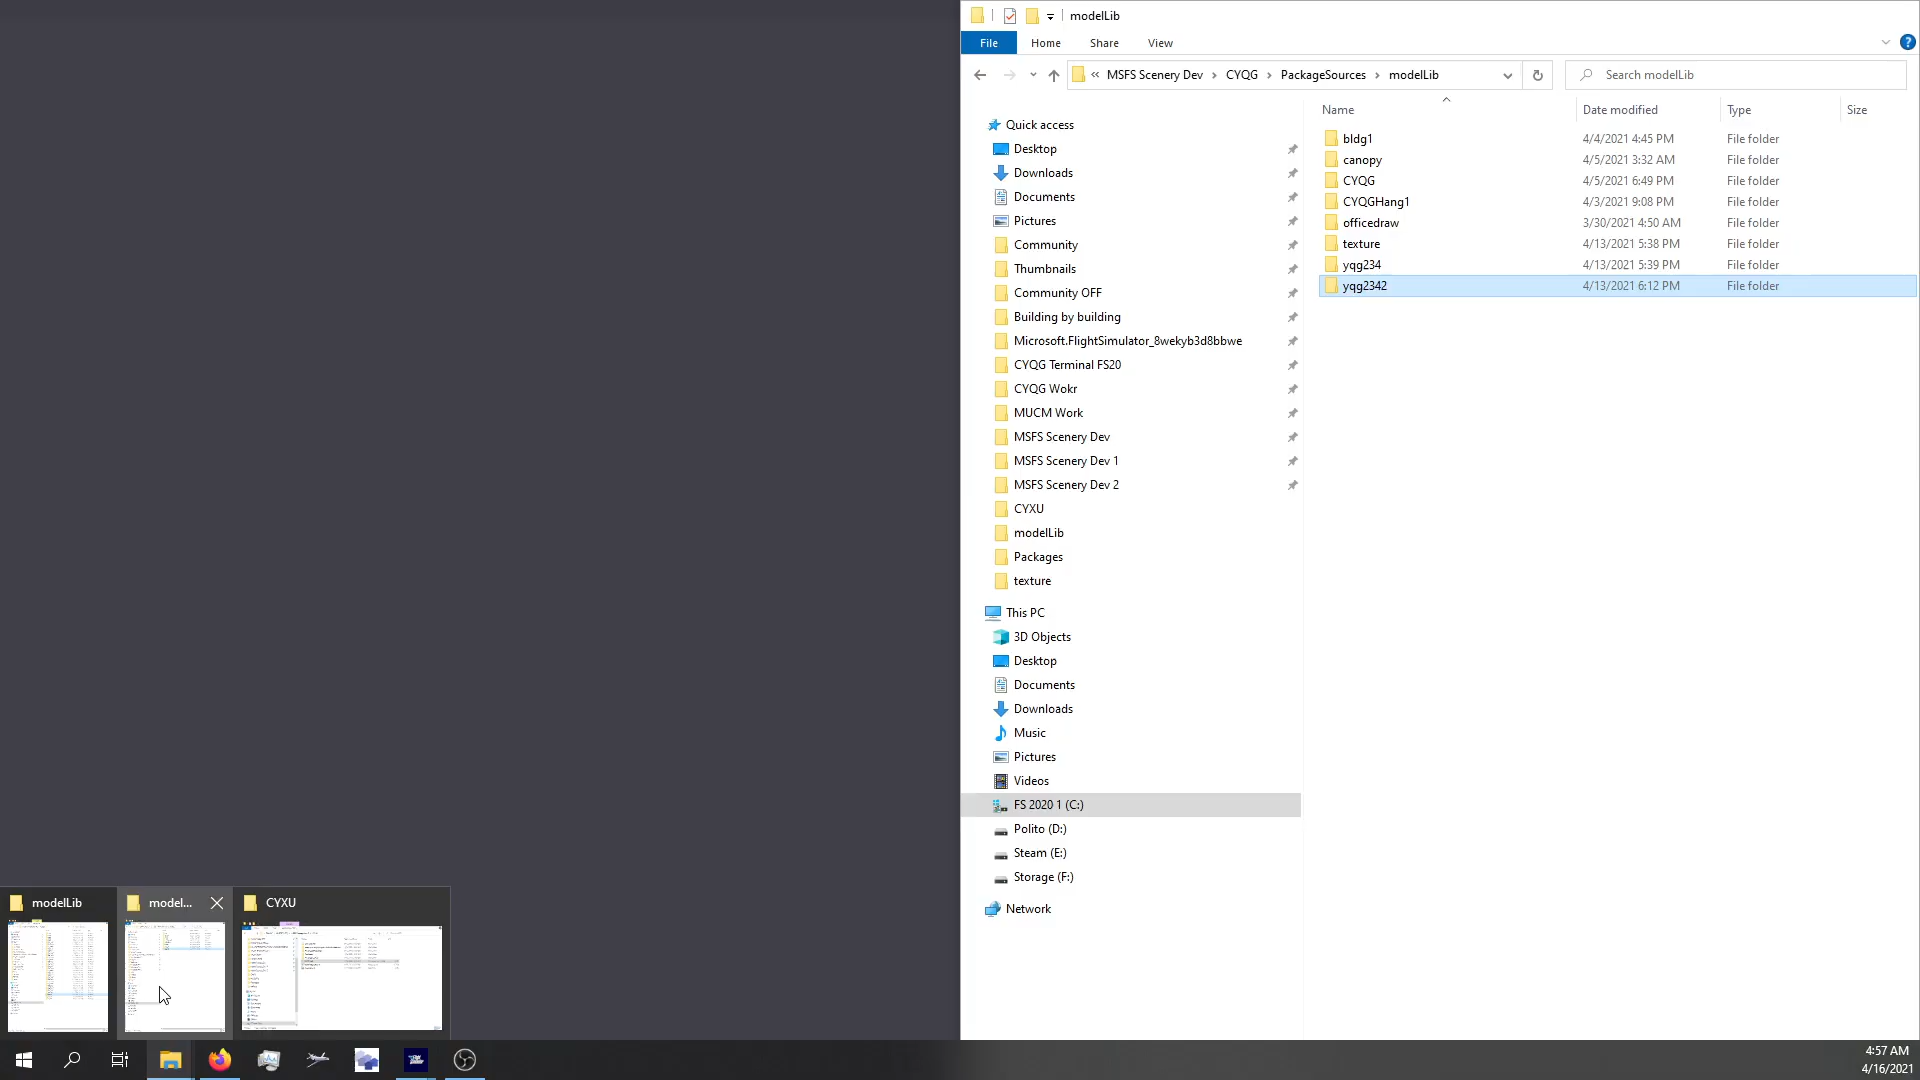 modelLib
File Home Share View
« MSFS Scenery Dev › CYQG › PackageSources › modelLib
Search modelLib
Name Date modified Type Size
Quick access
Desktop
Downloads
Documents
Pictures
Community
Thumbnails
Community OFF
Building by building
Microsoft.FlightSimulator_8wekyb3d8bbwe
CYQG Terminal FS20
CYQG Wokr
MUCM Work
MSFS Scenery Dev
MSFS Scenery Dev 1
MSFS Scenery Dev 2
CYXU
modelLib
Packages
texture
This PC
3D Objects
Desktop
Documents
Downloads
Music
Pictures
Videos
FS 2020 1 (C:)
Polito (D:)
Steam (E:)
Storage (F:)
Network
bldg1 4/4/2021 4:45 PM File folder
canopy 4/5/2021 3:32 AM File folder
CYQG 4/5/2021 6:49 PM File folder
CYQGHang1 4/3/2021 9:08 PM File folder
officedraw 3/30/2021 4:50 AM File folder
texture 4/13/2021 5:38 PM File folder
yqg234 4/13/2021 5:39 PM File folder
yqg2342 4/13/2021 6:12 PM File folder
modelLib
model...
CYXU
4:57 AM
4/16/2021